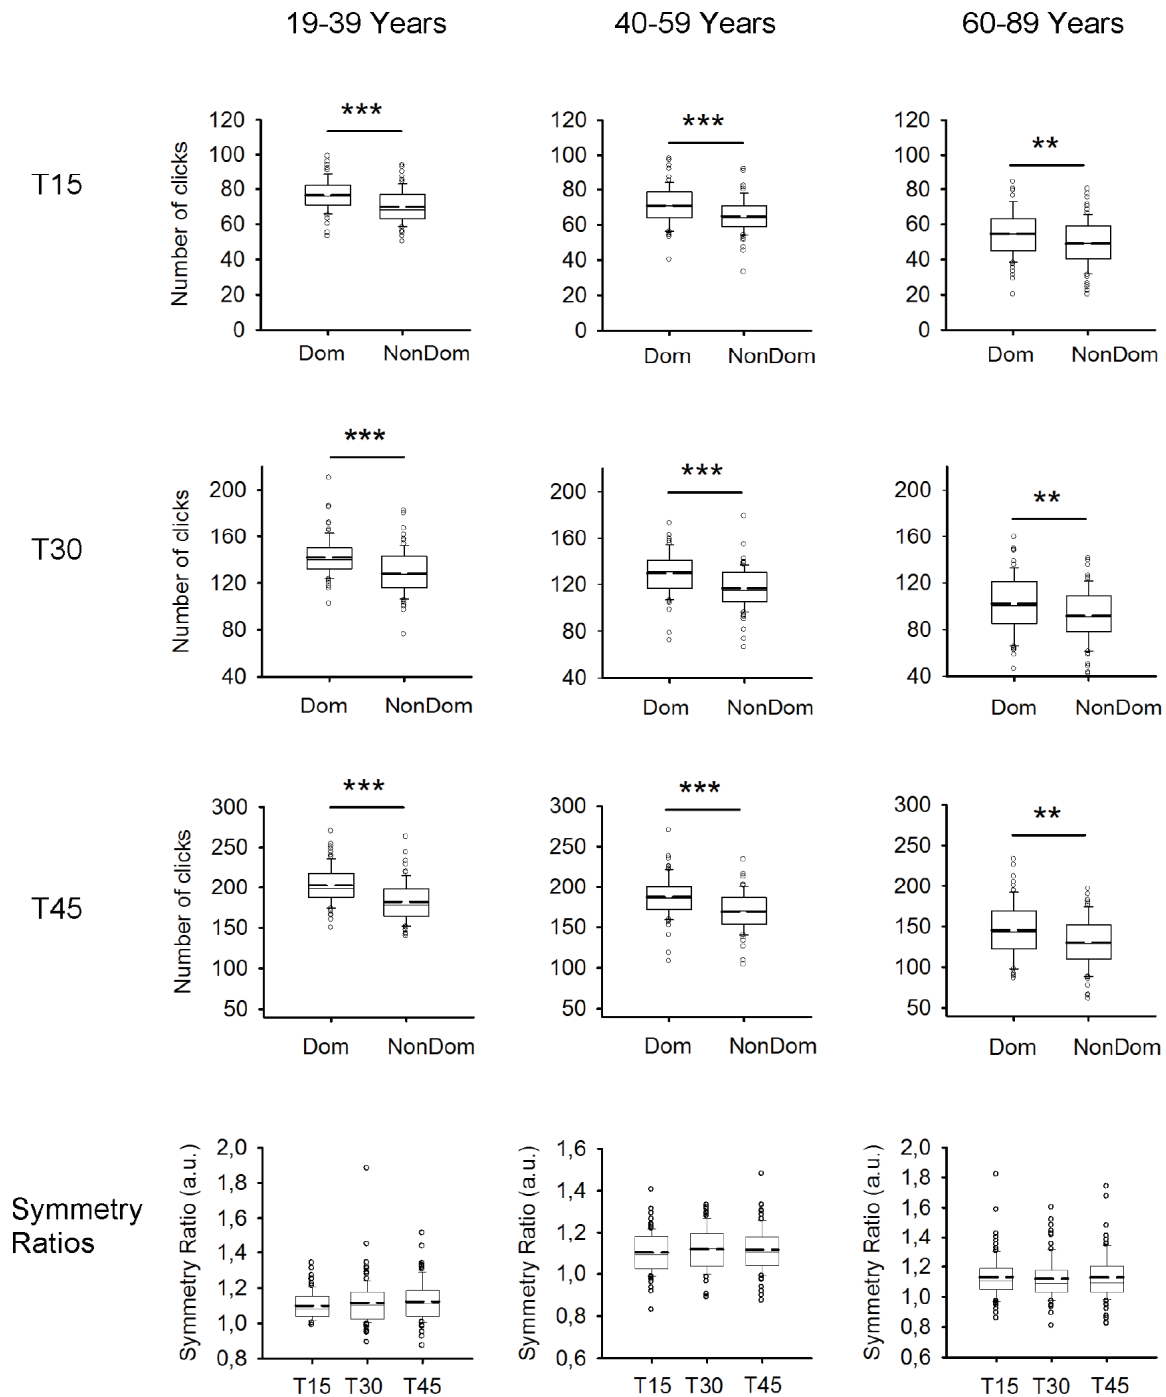 19-39 Years 40-59 Years 60-89 Years
T15
Number of clicks
*** *** **
120 120 120
100 100 100
80 80 80
60 60 60
40 40 40
20 20 20
0 0 0
Dom NonDom Dom NonDom Dom NonDom
T30
Number of clicks
*** *** **
200 200 200
160 160 160
120 120 120
80 80 80
40 40 40
Dom NonDom Dom NonDom Dom NonDom
T45
Number of clicks
*** *** **
300 300 300
250 250 250
200 200 200
150 150 150
100 100 100
50 50 50
Dom NonDom Dom NonDom Dom NonDom
Symmetry
Ratios
Symmetry Ratio (a.u.)
2,0
1,8
1,6
1,4
1,2
1,0
0,8
T15 T30 T45
Symmetry Ratio (a.u.)
1,6
1,4
1,2
1,0
0,8
0,6
T15 T30 T45
Symmetry Ratio (a.u.)
2,0
1,8
1,6
1,4
1,2
1,0
0,8
0,6
T15 T30 T45